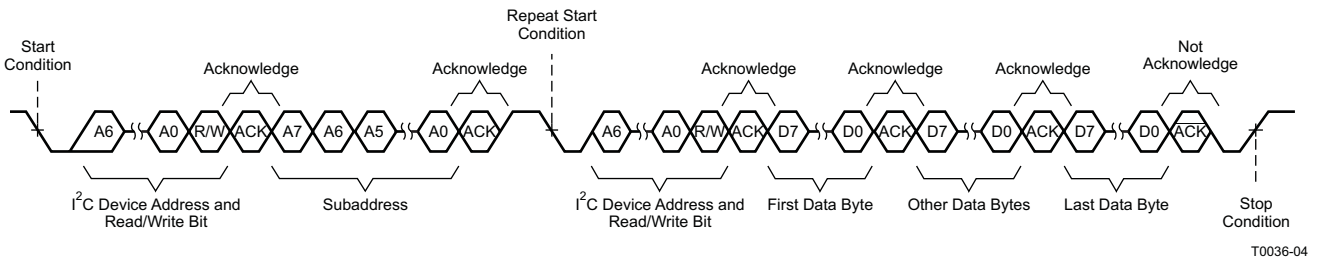 Repeat Start
Condition
Start
Condition
Not
Acknowledge
Acknowledge
Acknowledge
Acknowledge
Acknowledge
Acknowledge
A6 A0 R/W ACK A7 A6 A5 A0 ACK A6 A0 R/W ACK D7 D0 ACK D7 D0 ACK D7 D0 ACK
I2C Device Address and
Read/Write Bit
Subaddress
I2C Device Address and
Read/Write Bit
First Data Byte
Other Data Bytes
Last Data Byte
Stop
Condition
T0036-04